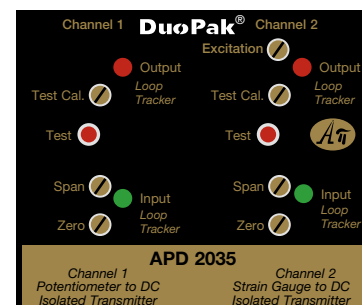 Channel 1 DuoPak® Channel 2
Excitation
Output Output
Test Cal. Loop Tracker Test Cal. Loop Tracker
Test Test Aπ
Span Span
Input Input
Loop Loop
Zero Tracker Zero Tracker
APD 2035
Channel 1 Channel 2
Potentiometer to DC Strain Gauge to DC
Isolated Transmitter Isolated Transmitter